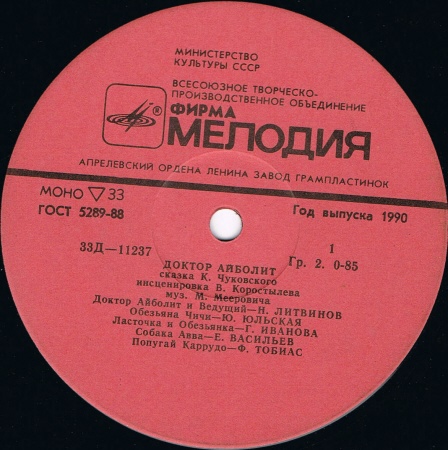 МИНИСТЕРСТВО
КУЛЬТУРЫ СССР
ВСЕСОЮЗНОЕ ТВОРЧЕСКО-
ПРОИЗВОДСТВЕННОЕ ОБЪЕДИНЕНИЕ
® ФИРМА
МЕЛОДИЯ
АПРЕЛЕВСКИЙ ОРДЕНА ЛЕНИНА ЗАВОД ГРАМПЛАСТИНОК
МОНО ▽ 33
ГОСТ 5289-88
Год выпуска 1990
33Д—11237
1
Гр. 2. 0-85
ДОКТОР АЙБОЛИТ
сказка К. Чуковского
инсценировка В. Коростылева
муз. М. Мееровича
Доктор Айболит и Ведущий—Н. ЛИТВИНОВ
Обезьяна Чичи—Ю. ЮЛЬСКАЯ
Ласточка и Обезьянка—Г. ИВАНОВА
Собака Авва—Е. ВАСИЛЬЕВ
Попугай Каррудо—Ф. ТОБИАС